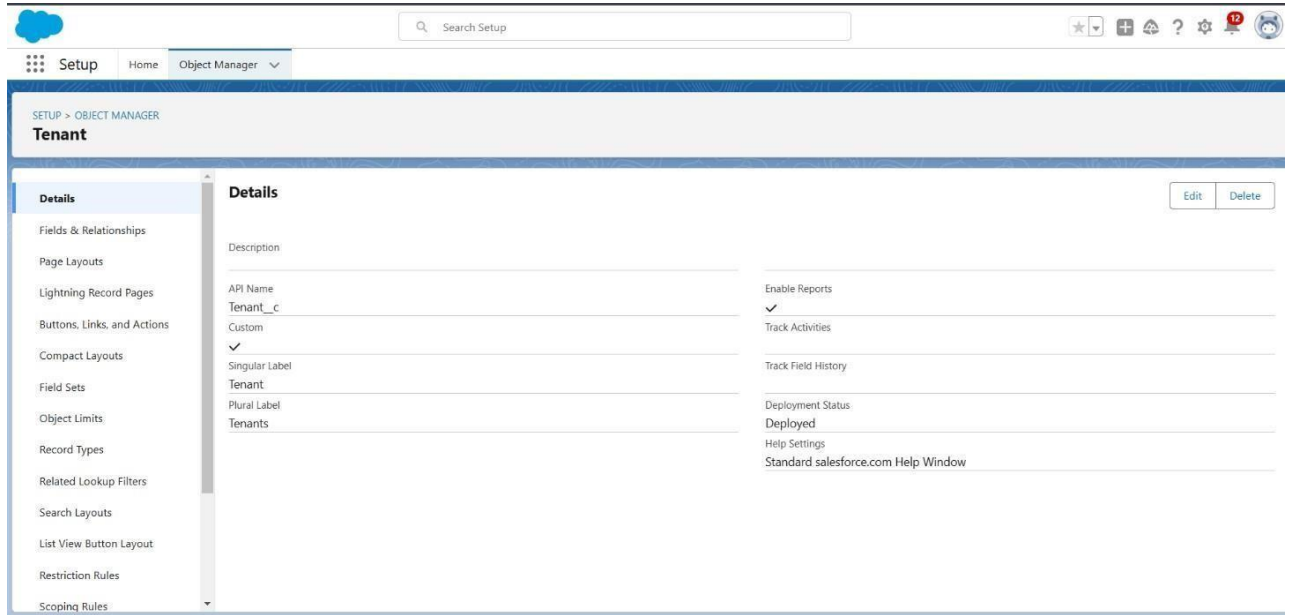 Search Setup
12
Setup Home Object Manager
SETUP > OBJECT MANAGER
Tenant
Details
Fields & Relationships
Page Layouts
Lightning Record Pages
Buttons, Links, and Actions
Compact Layouts
Field Sets
Object Limits
Record Types
Related Lookup Filters
Search Layouts
List View Button Layout
Restriction Rules
Scoping Rules
Details
Edit Delete
Description
API Name
Tenant__c
Custom
Singular Label
Tenant
Plural Label
Tenants
Enable Reports
Track Activities
Track Field History
Deployment Status
Deployed
Help Settings
Standard salesforce.com Help Window